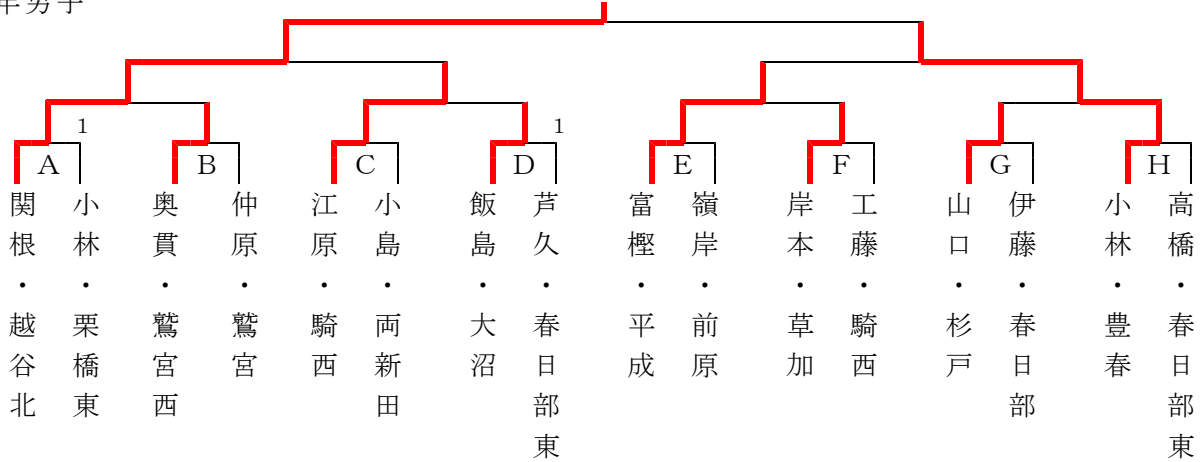 年男子
1
1
A
B
C
D
E
F
G
H
関根・越谷北
小林・栗橋東
奥貫・鷲宮西
仲原・鷲宮
江原・騎西
小島・両新田
飯島・大沼
芦久・春日部東
富樫・平成
嶺岸・前原
岸本・草加
工藤・騎西
山口・杉戸
伊藤・春日部
小林・豊春
高橋・春日部東